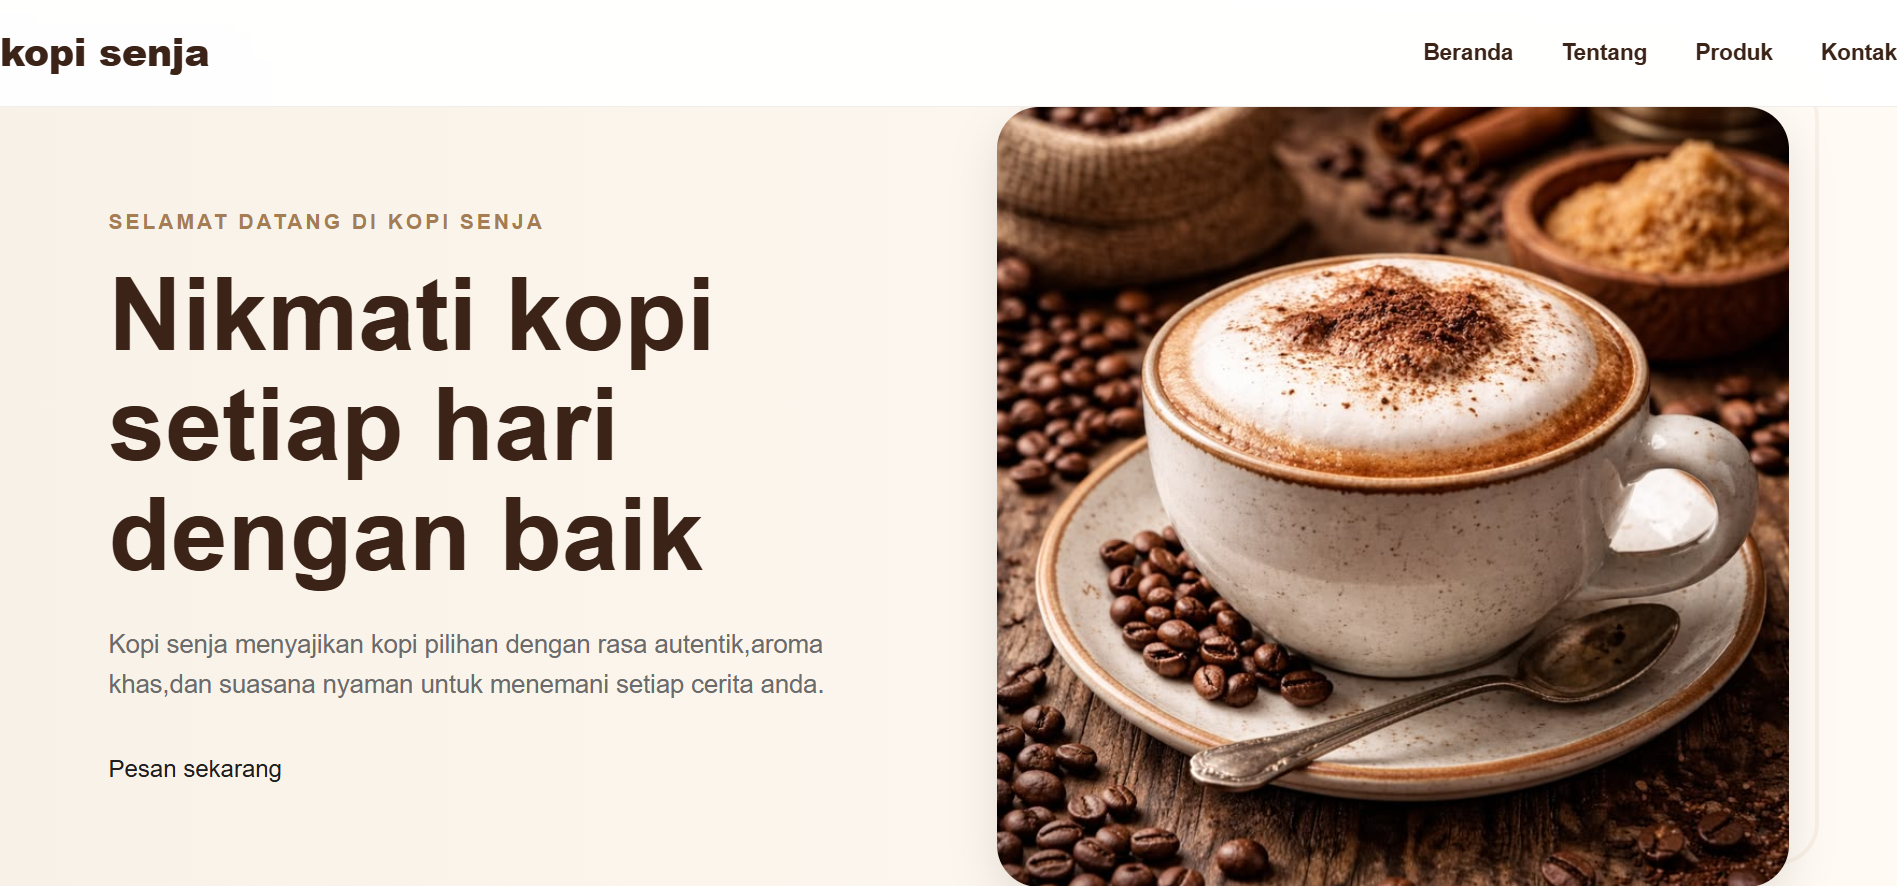 kopi senja
Beranda Tentang Produk Kontak
SELAMAT DATANG DI KOPI SENJA
Nikmati kopi
setiap hari
dengan baik
Kopi senja menyajikan kopi pilihan dengan rasa autentik,aroma
khas,dan suasana nyaman untuk menemani setiap cerita anda.
Pesan sekarang